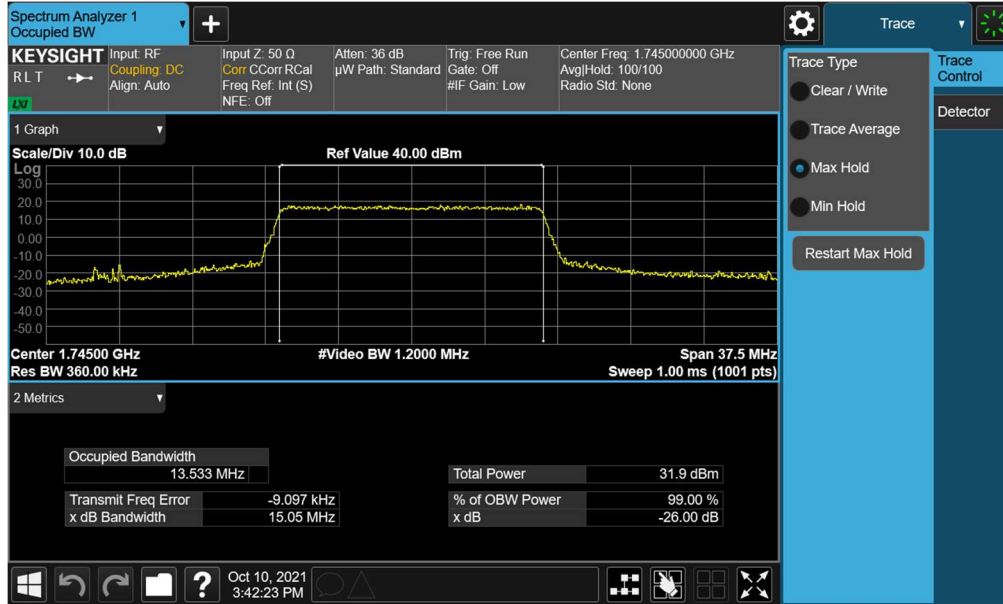 Spectrum Analyzer 1
Occupied BW
Trace
KEYSIGHT
R L T
LXI
Input: RF
Coupling: DC
Align: Auto
Input Z: 50 Ω
Corr CCorr RCal
Freq Ref: Int (S)
NFE: Off
Atten: 36 dB
µW Path: Standard
Trig: Free Run
Gate: Off
#IF Gain: Low
Center Freq: 1.745000000 GHz
Avg|Hold: 100/100
Radio Std: None
Trace Type
Clear / Write
Trace Average
Max Hold
Min Hold
Restart Max Hold
Trace
Control
Detector
1 Graph
Scale/Div 10.0 dB
Ref Value 40.00 dBm
Log
30.0
20.0
10.0
0.00
-10.0
-20.0
-30.0
-40.0
-50.0
Center 1.74500 GHz
#Video BW 1.2000 MHz
Span 37.5 MHz
Res BW 360.00 kHz
Sweep 1.00 ms (1001 pts)
2 Metrics
Occupied Bandwidth
13.533 MHz
Total Power 31.9 dBm
Transmit Freq Error -9.097 kHz
% of OBW Power 99.00 %
x dB Bandwidth 15.05 MHz
x dB -26.00 dB
?
Oct 10, 2021
3:42:23 PM